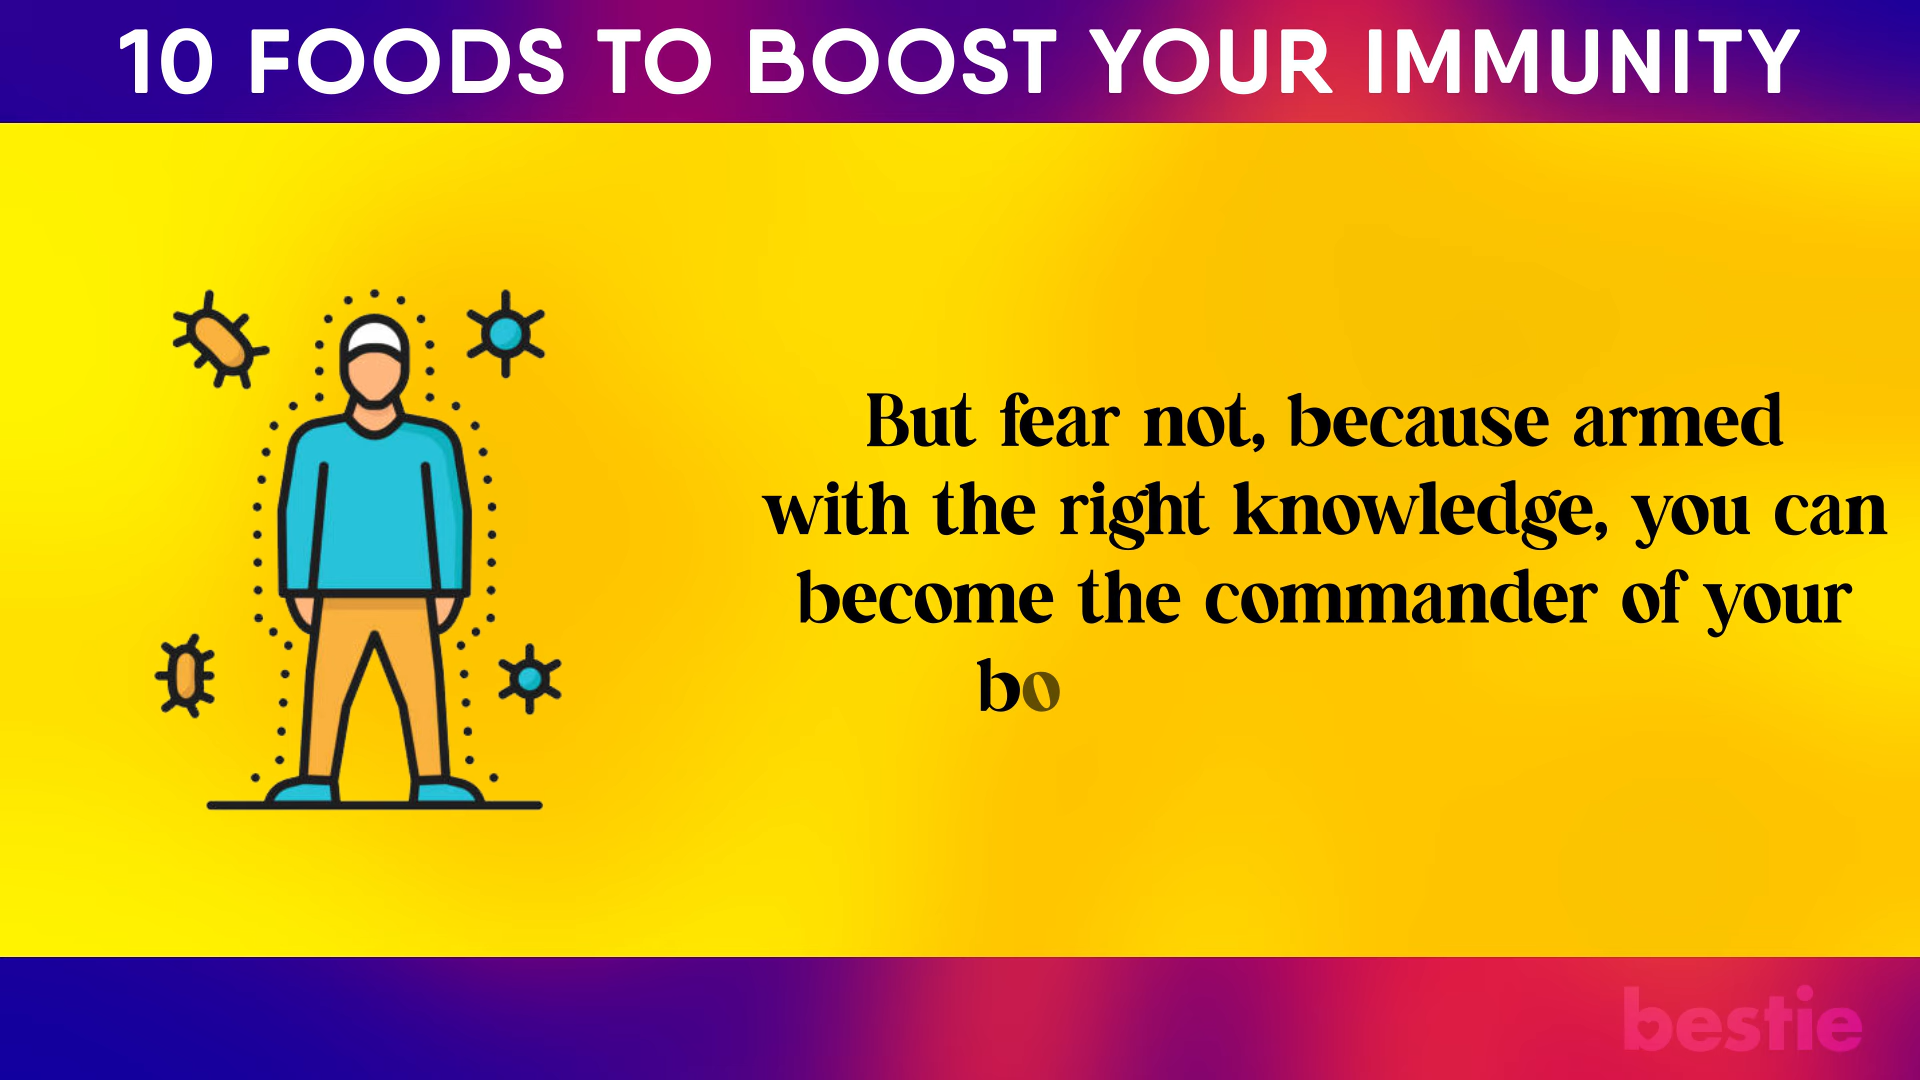 10 FOODS TO BOOST YOUR IMMUNITY
But fear not, because armed
with the right knowledge, you can
become the commander of your
bo
bestie